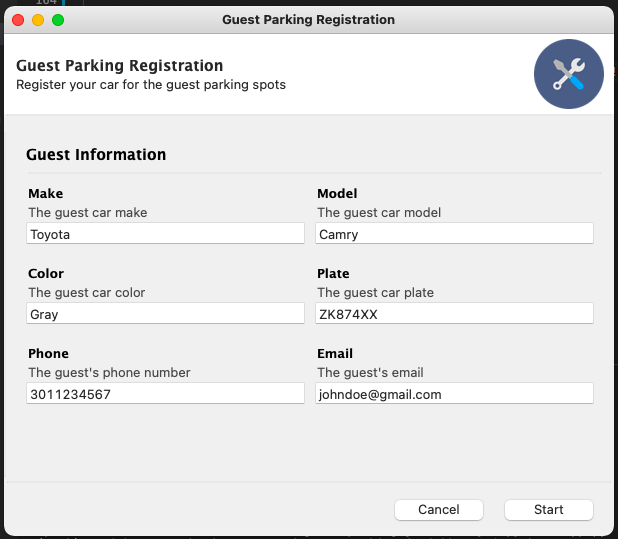 164
Guest Parking Registration
Guest Parking Registration
Register your car for the guest parking spots
Guest Information
Make
Model
The guest car make
The guest car model
Toyota
Camry
Color
Plate
The guest car color
The guest car plate
Gray
ZK874XX
Phone
Email
The guest's phone number
The guest's email
3011234567
johndoe@gmail.com
Cancel
Start